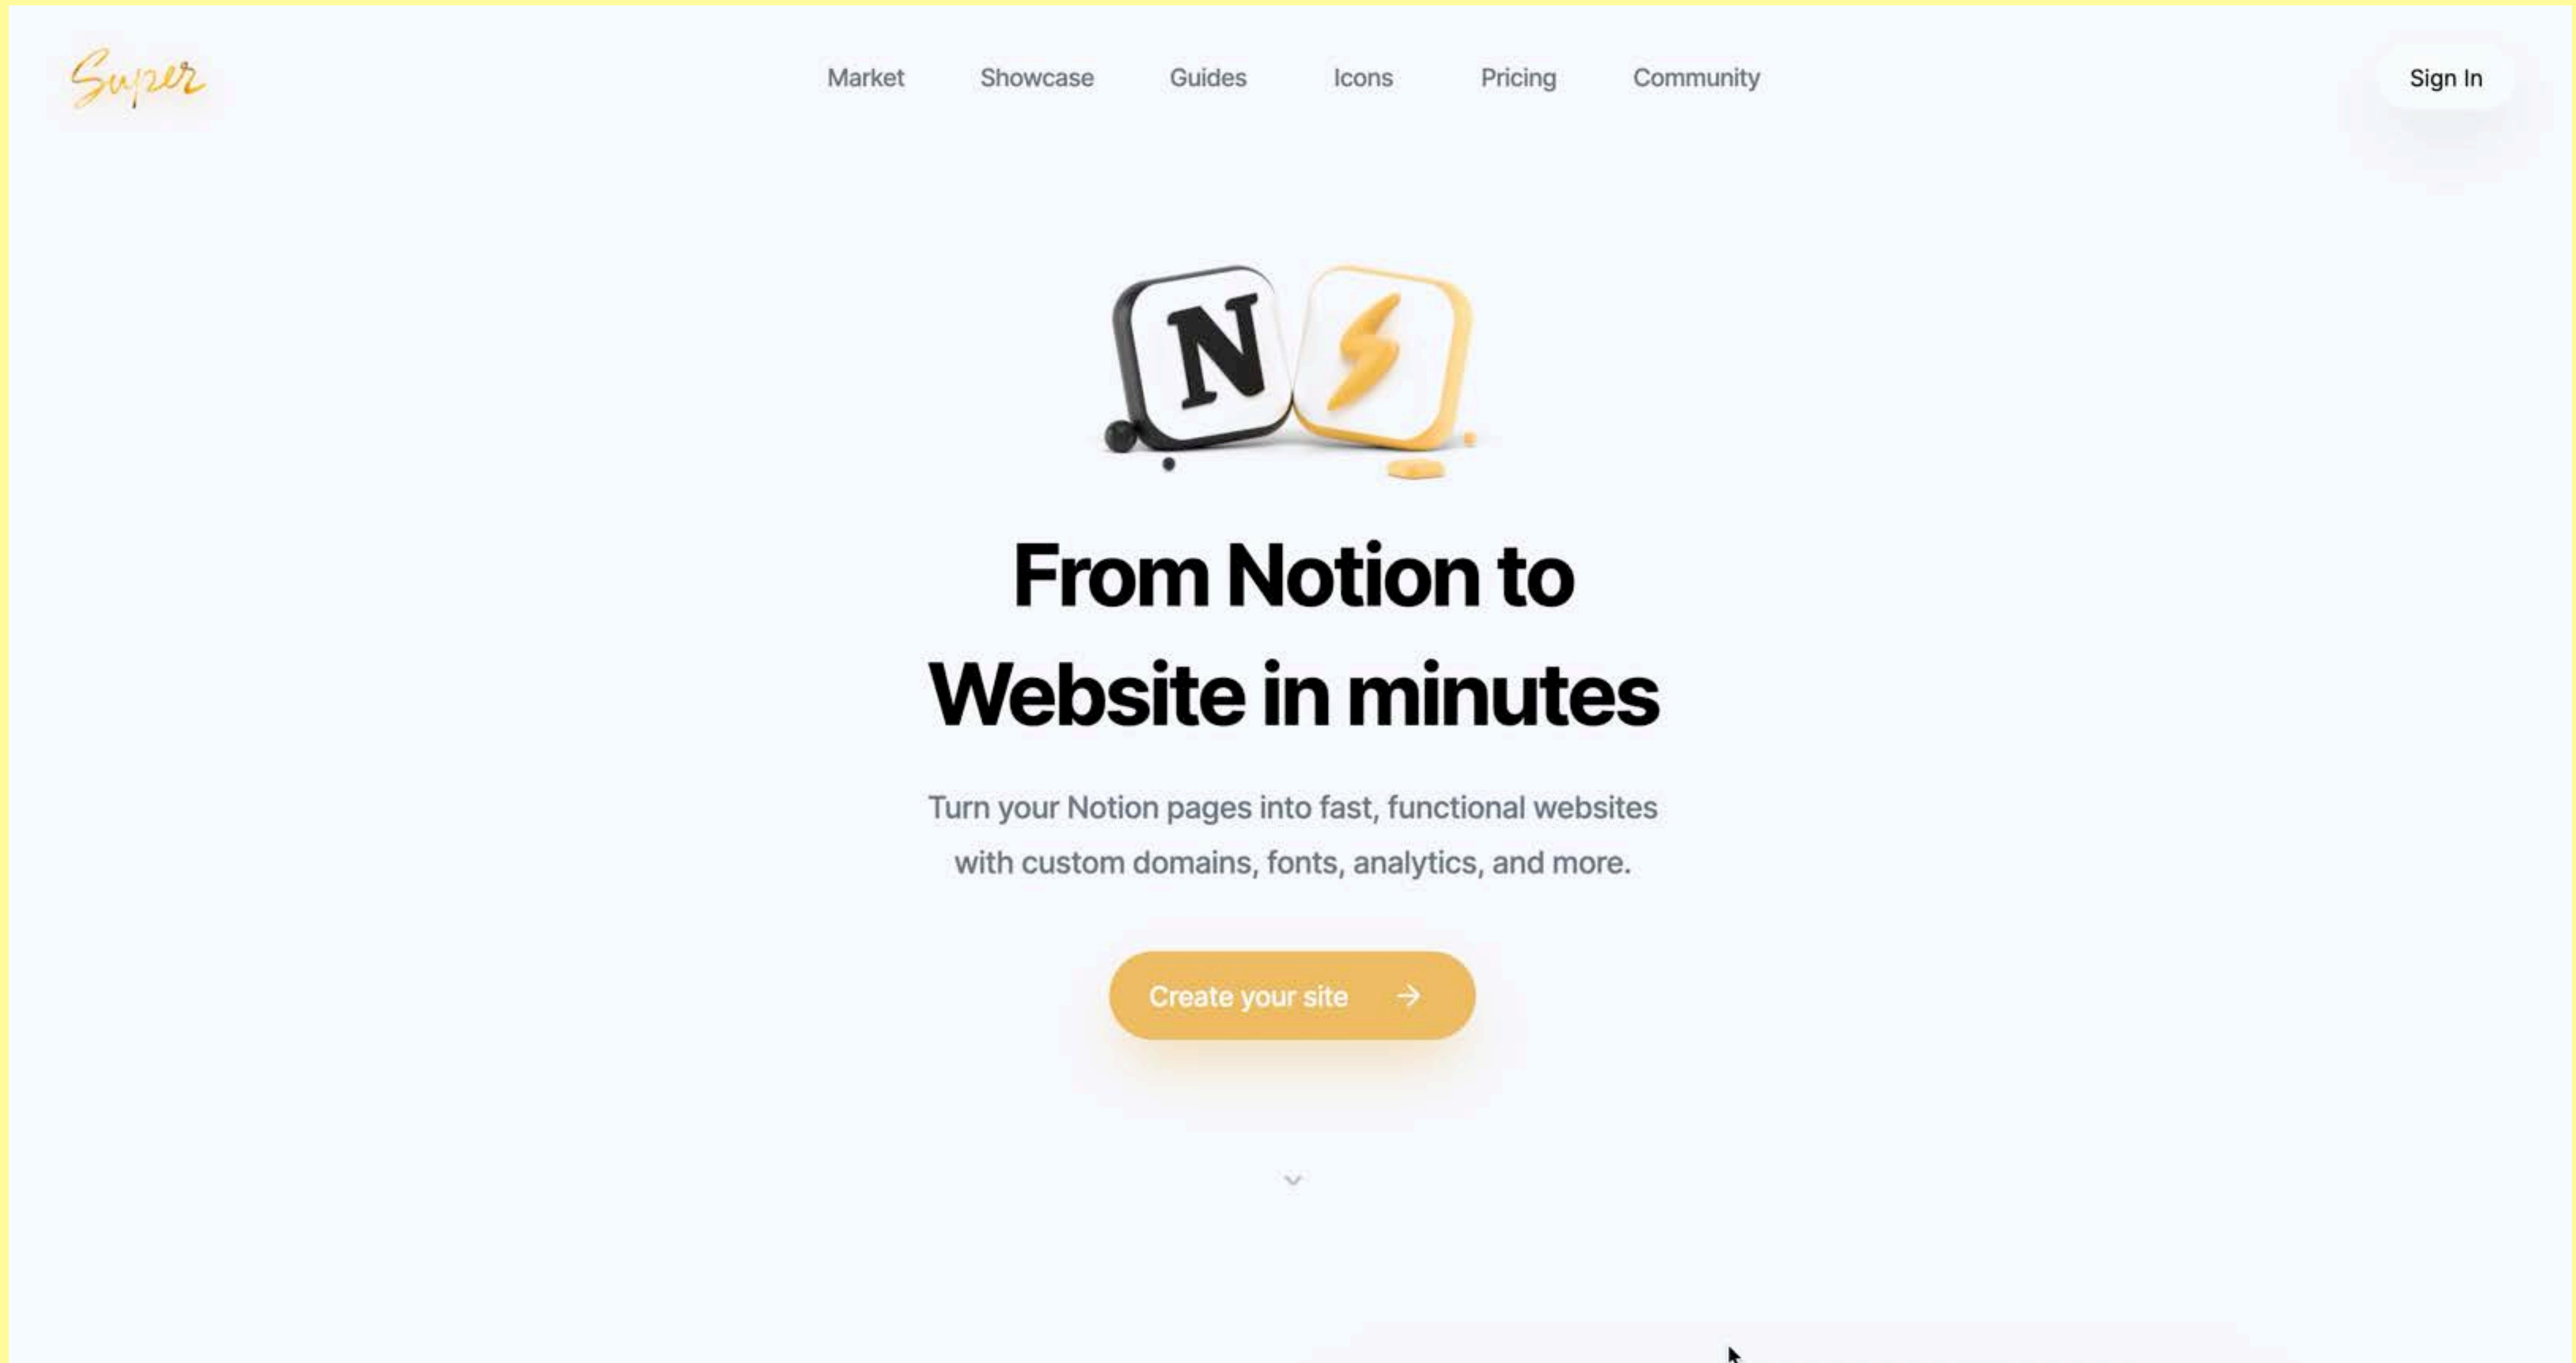 Super
Market
Showcase
Guides
Icons
Pricing
Community
Sign In
N
From Notion to
Website in minutes
Turn your Notion pages into fast, functional websites
with custom domains, fonts, analytics, and more.
Create your site